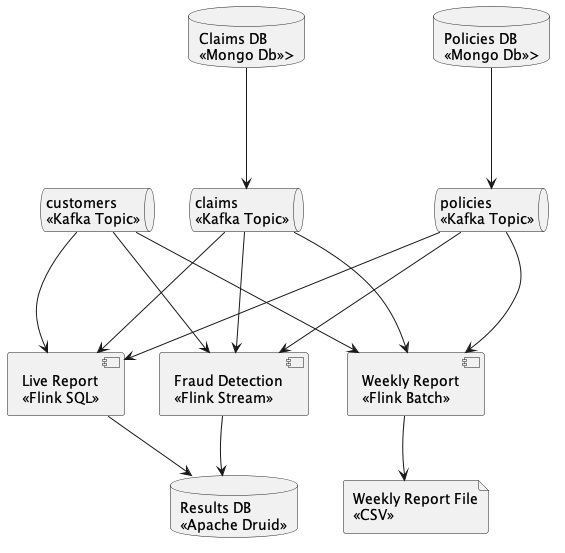 Claims DB
«Mongo Db»>
Policies DB
«Mongo Db»>
customers
«Kafka Topic»
claims
«Kafka Topic»
policies
«Kafka Topic»
Live Report
«Flink SQL»
Fraud Detection
«Flink Stream»
Weekly Report
«Flink Batch»
Results DB
«Apache Druid»
Weekly Report File
«CSV»